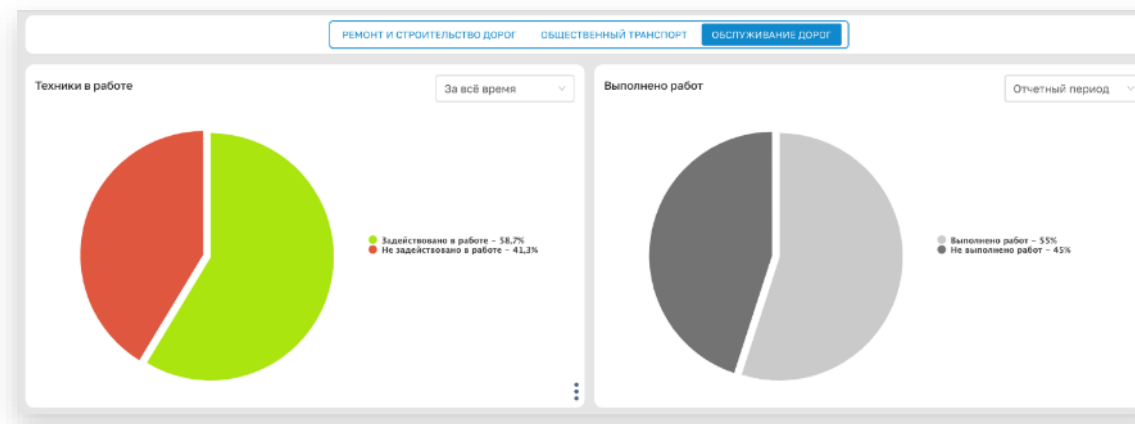 РЕМОНТ И СТРОИТЕЛЬСТВО ДОРОГ
ОБЩЕСТВЕННЫЙ ТРАНСПОРТ
ОБСЛУЖИВАНИЕ ДОРОГ
Техники в работе
За всё время
Задействовано в работе – 58,7%
Не задействовано в работе – 41,3%
Выполнено работ
Отчетный период
Выполнено работ – 55%
Не выполнено работ – 45%